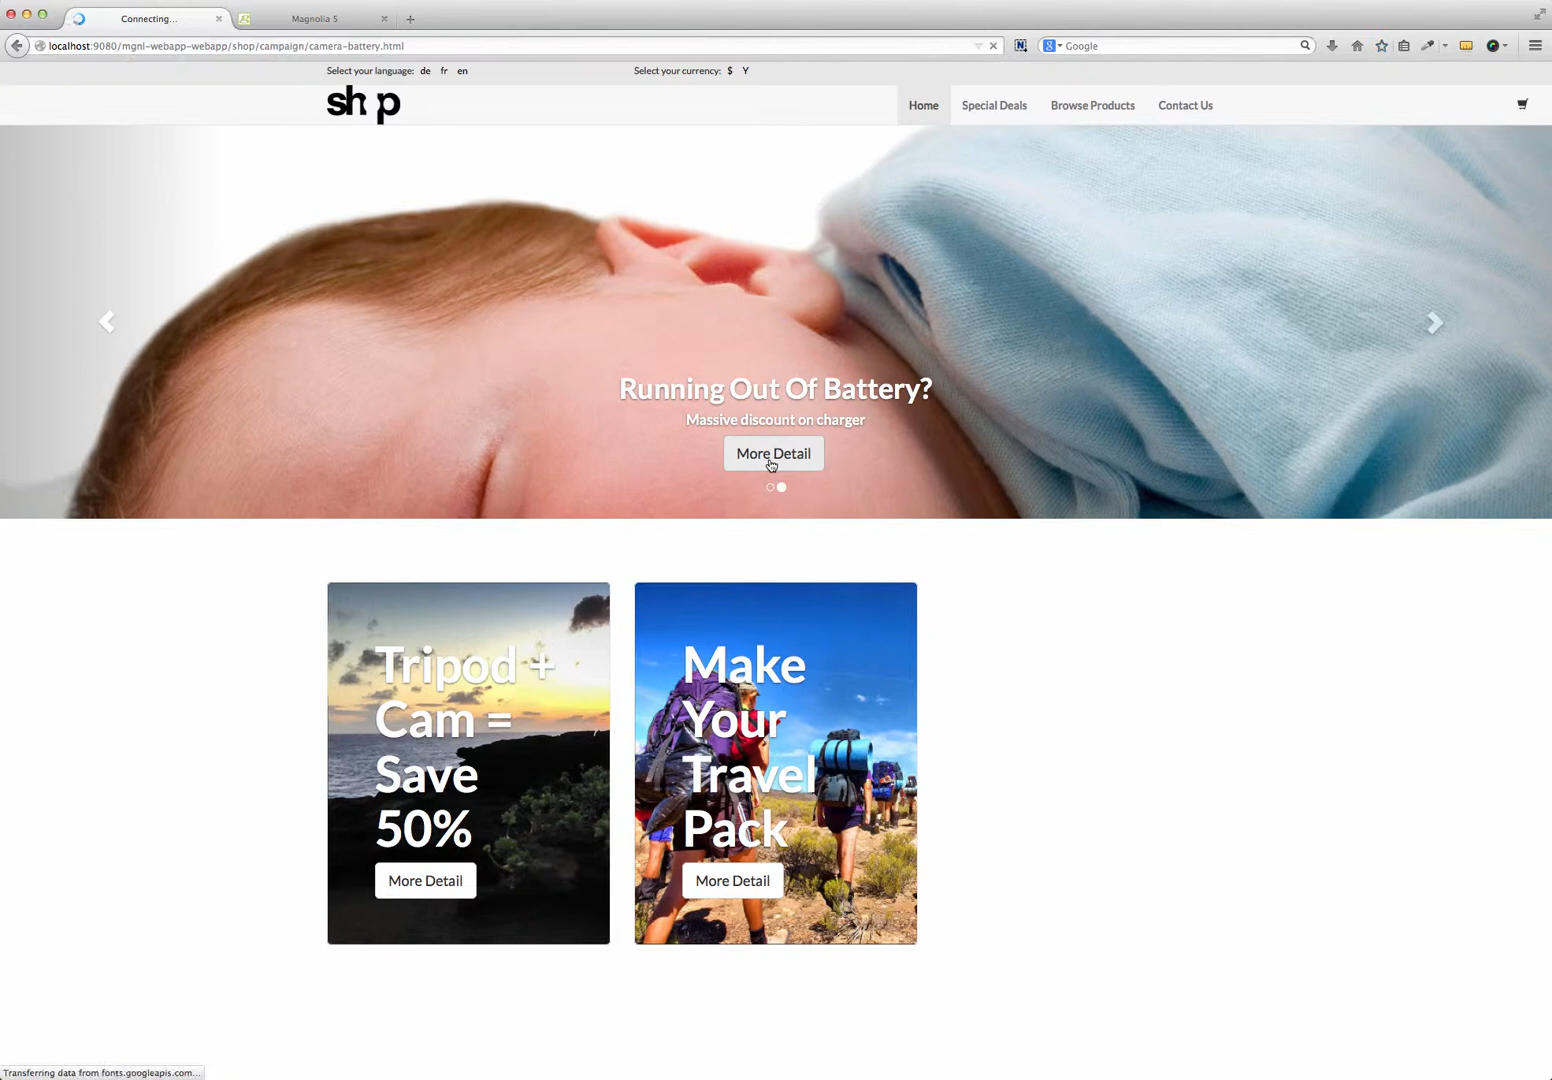 Connecting...
Magnolia 5
localhost:9080/mgnl-webapp-webapp/shop/campaign/camera-battery.html
Google
Select your language: de fr en
Select your currency: $ Y
sh p
Home
Special Deals
Browse Products
Contact Us
Running Out Of Battery?
Massive discount on charger
More Detail
Tripod +
Cam =
Save
50%
More Detail
Make
Your
Travel
Pack
More Detail
Transferring data from fonts.googleapis.com...